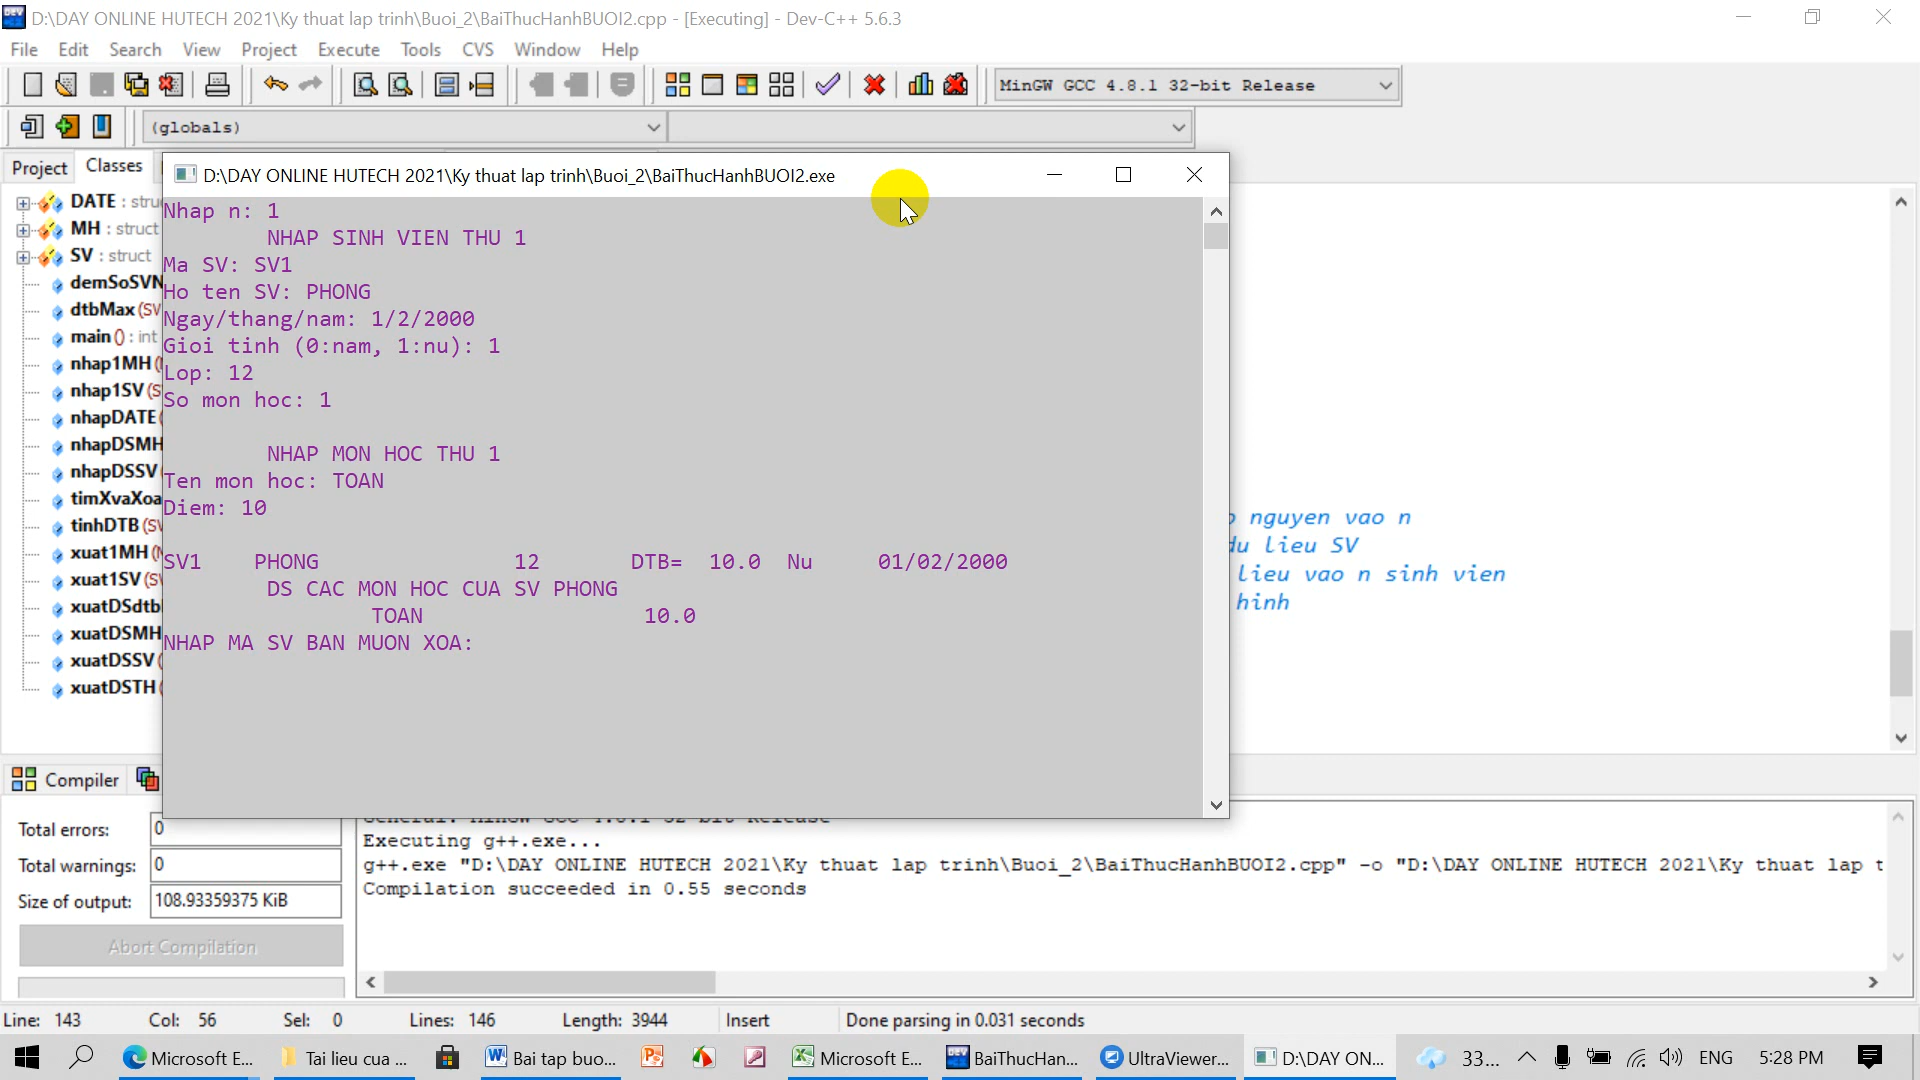 D:\DAY ONLINE HUTECH 2021\Ky thuat lap trinh\Buoi_2\BaiThucHanhBUOI2.cpp - [Executing] - Dev-C++ 5.6.3
File Edit Search View Project Execute Tools CVS Window Help
MinGW GCC 4.8.1 32-bit Release
(globals)
Project Classes
D:\DAY ONLINE HUTECH 2021\Ky thuat lap trinh\Buoi_2\BaiThucHanhBUOI2.exe
DATE : stru
MH : struct
SV : struct
demSoSVN
dtbMax (SV
main () : int
nhap1MH (
nhap1SV (S
nhapDATE (
nhapDSMH
nhapDSSV (
timXvaXoa
tinhDTB (SV
xuat1MH (
xuat1SV (S
xuatDSdtb
xuatDSMH
xuatDSSV (
xuatDSTH (
Nhap n: 1
NHAP SINH VIEN THU 1
Ma SV: SV1
Ho ten SV: PHONG
Ngay/thang/nam: 1/2/2000
Gioi tinh (0:nam, 1:nu): 1
Lop: 12
So mon hoc: 1
NHAP MON HOC THU 1
Ten mon hoc: TOAN
Diem: 10
SV1 PHONG 12 DTB= 10.0 Nu 01/02/2000
DS CAC MON HOC CUA SV PHONG
TOAN 10.0
NHAP MA SV BAN MUON XOA:
nguyen vao n
du lieu SV
lieu vao n sinh vien
hinh
Compiler
Total errors: 0
Total warnings: 0
Size of output: 108.93359375 KiB
Abort Compilation
Executing g++.exe...
g++.exe "D:\DAY ONLINE HUTECH 2021\Ky thuat lap trinh\Buoi_2\BaiThucHanhBUOI2.cpp" -o "D:\DAY ONLINE HUTECH 2021\Ky thuat lap t
Compilation succeeded in 0.55 seconds
Line: 143 Col: 56 Sel: 0 Lines: 146 Length: 3944 Insert Done parsing in 0.031 seconds
Microsoft E... Tai lieu cua ... Bai tap buo... Microsoft E... BaiThucHan... UltraViewer... D:\DAY ON... 33... ENG 5:28 PM